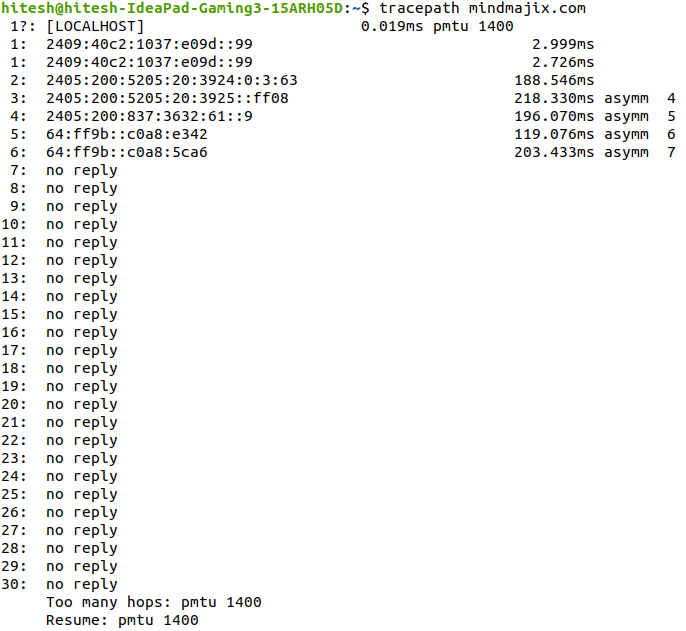 hitesh@hitesh-IdeaPad-Gaming3-15ARH05D:~$ tracepath mindmajix.com
 1?: [LOCALHOST]                        0.019ms pmtu 1400
 1:  2409:40c2:1037:e09d::99                               2.999ms
 1:  2409:40c2:1037:e09d::99                               2.726ms
 2:  2405:200:5205:20:3924:0:3:63                        188.546ms
 3:  2405:200:5205:20:3925::ff08                         218.330ms asymm  4
 4:  2405:200:837:3632:61::9                             196.070ms asymm  5
 5:  64:ff9b::c0a8:e342                                  119.076ms asymm  6
 6:  64:ff9b::c0a8:5ca6                                  203.433ms asymm  7
 7:  no reply
 8:  no reply
 9:  no reply
10:  no reply
11:  no reply
12:  no reply
13:  no reply
14:  no reply
15:  no reply
16:  no reply
17:  no reply
18:  no reply
19:  no reply
20:  no reply
21:  no reply
22:  no reply
23:  no reply
24:  no reply
25:  no reply
26:  no reply
27:  no reply
28:  no reply
29:  no reply
30:  no reply
     Too many hops: pmtu 1400
     Resume: pmtu 1400